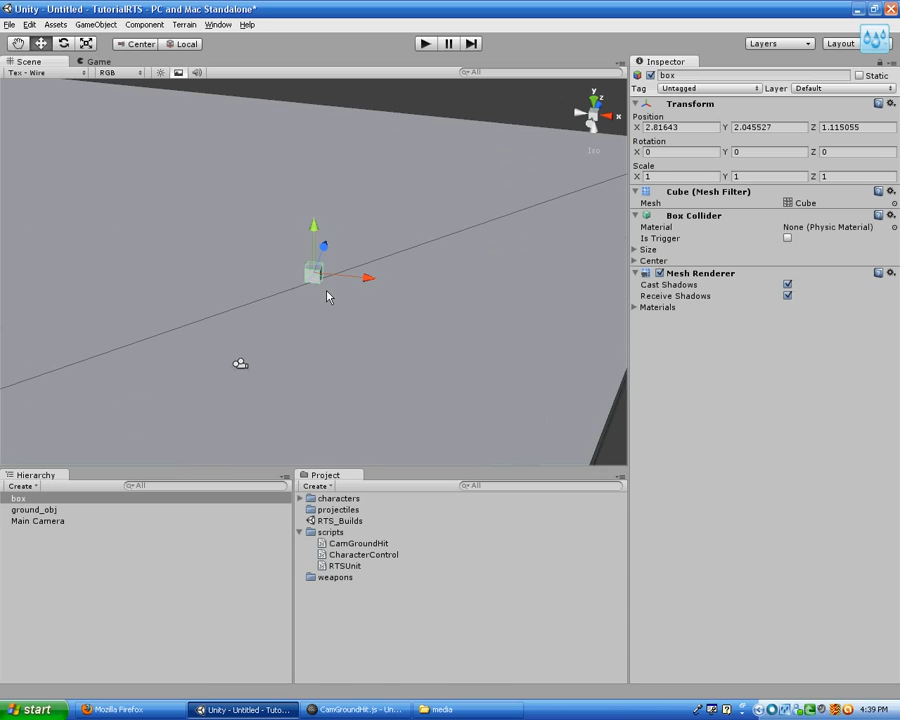 Unity - Untitled - TutorialRTS - PC and Mac Standalone*
File Edit Assets GameObject Component Terrain Window Help
Center Local Layers Layout
Scene Game
Tex - Wire RGB All
y
z
x
Iso
Inspector
box Static
Tag Untagged Layer Default
Transform
Position
X 2.81643 Y 2.045527 Z 1.115055
Rotation
X 0 Y 0 Z 0
Scale
X 1 Y 1 Z 1
Cube (Mesh Filter)
Mesh Cube
Box Collider
Material None (Physic Material)
Is Trigger
Size
Center
Mesh Renderer
Cast Shadows
Receive Shadows
Materials
Hierarchy
Create All
box
ground_obj
Main Camera
Project
Create All
characters
projectiles
RTS_Builds
scripts
CamGroundHit
CharacterControl
RTSUnit
weapons
start Mozilla Firefox Unity - Untitled - Tuto... CamGroundHit.js - Un... media 4:39 PM